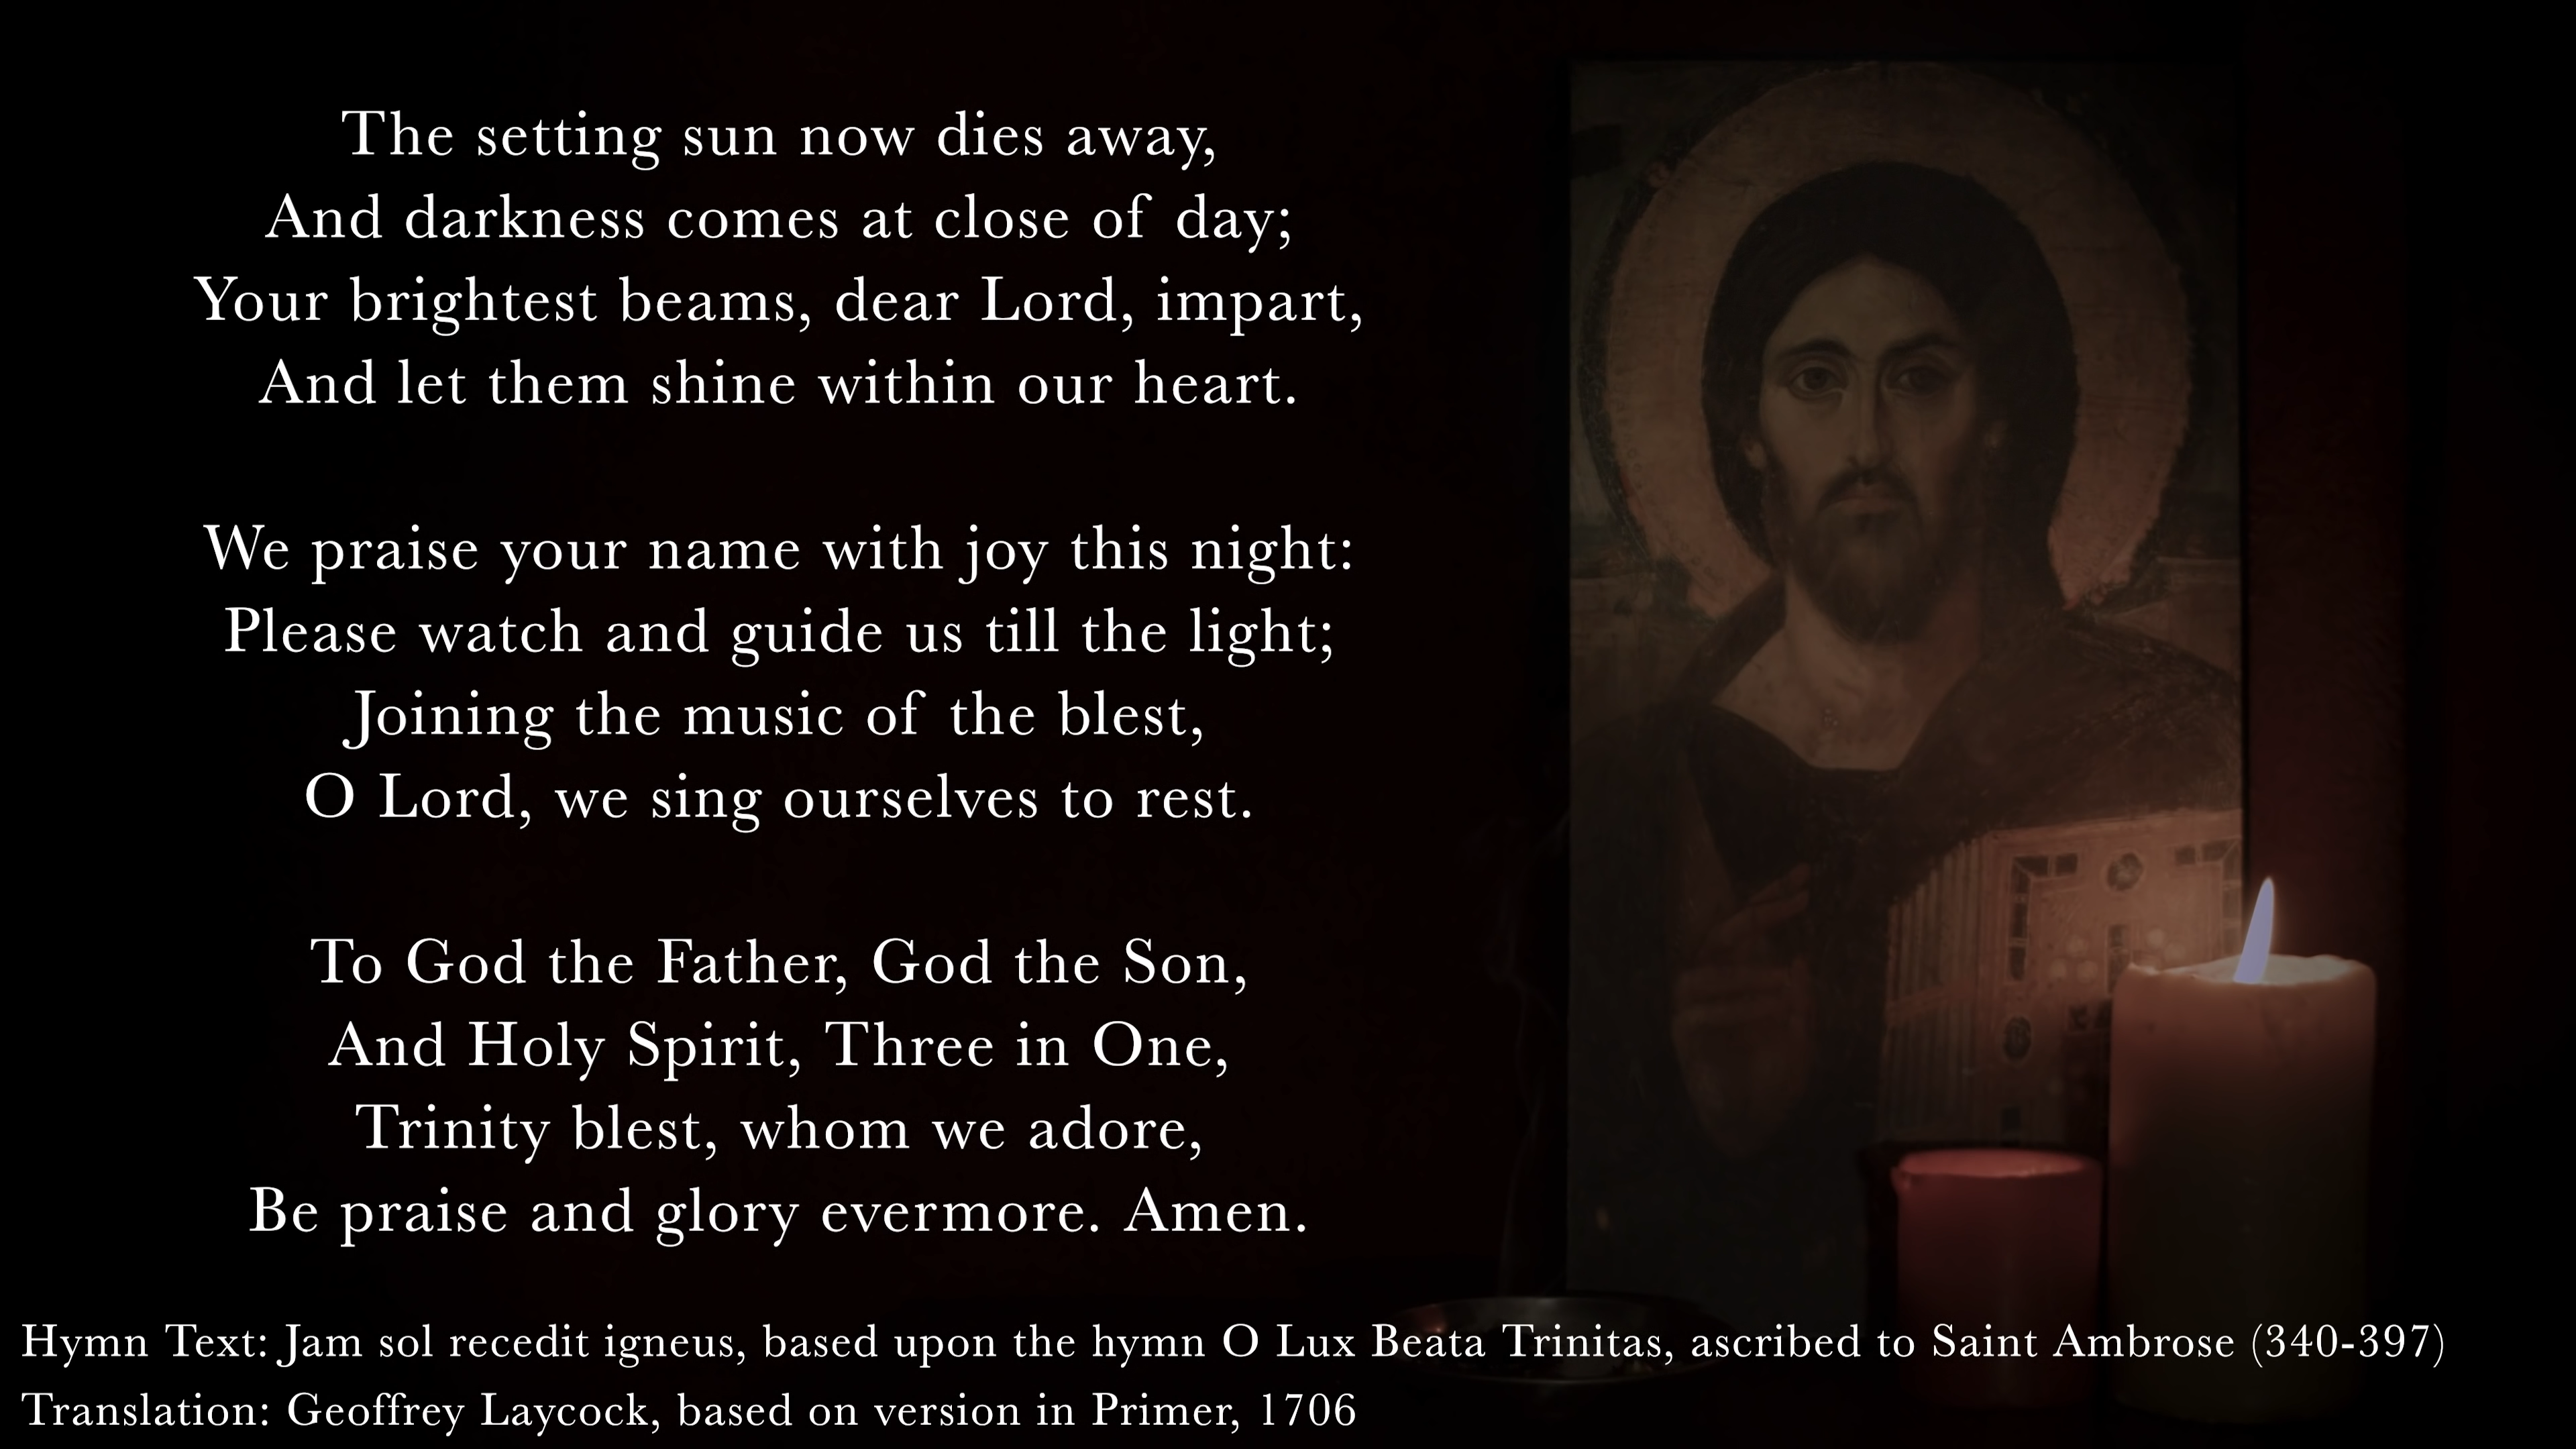 The setting sun now dies away,
And darkness comes at close of day;
Your brightest beams, dear Lord, impart,
And let them shine within our heart.
We praise your name with joy this night:
Please watch and guide us till the light;
Joining the music of the blest,
O Lord, we sing ourselves to rest.
To God the Father, God the Son,
And Holy Spirit, Three in One,
Trinity blest, whom we adore,
Be praise and glory evermore. Amen.
Hymn Text: Jam sol recedit igneus, based upon the hymn O Lux Beata Trinitas, ascribed to Saint Ambrose (340-397)
Translation: Geoffrey Laycock, based on version in Primer, 1706